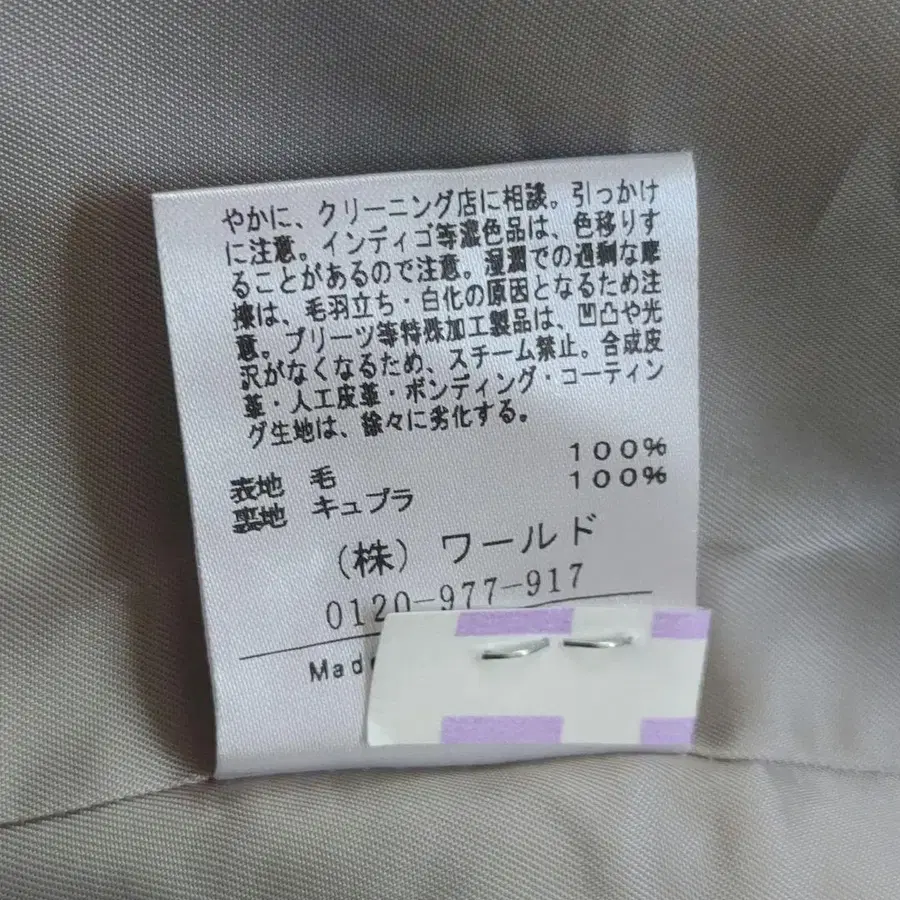 やかに、クリーニング店に相談。引っかけ
に注意。インディゴ等濃色品は、色移りす
ることがあるので注意。湿潤での過剰な摩
擦は、毛羽立ち・白化の原因となるため注
意。プリーツ等特殊加工製品は、凹凸や光
沢がなくなるため、スチーム禁止。合成皮
革・人工皮革・ボンディング・コーティン
グ生地は、徐々に劣化する。
表地 毛 100%
裏地 キュプラ 100%
(株) ワールド
0120-977-917
Made